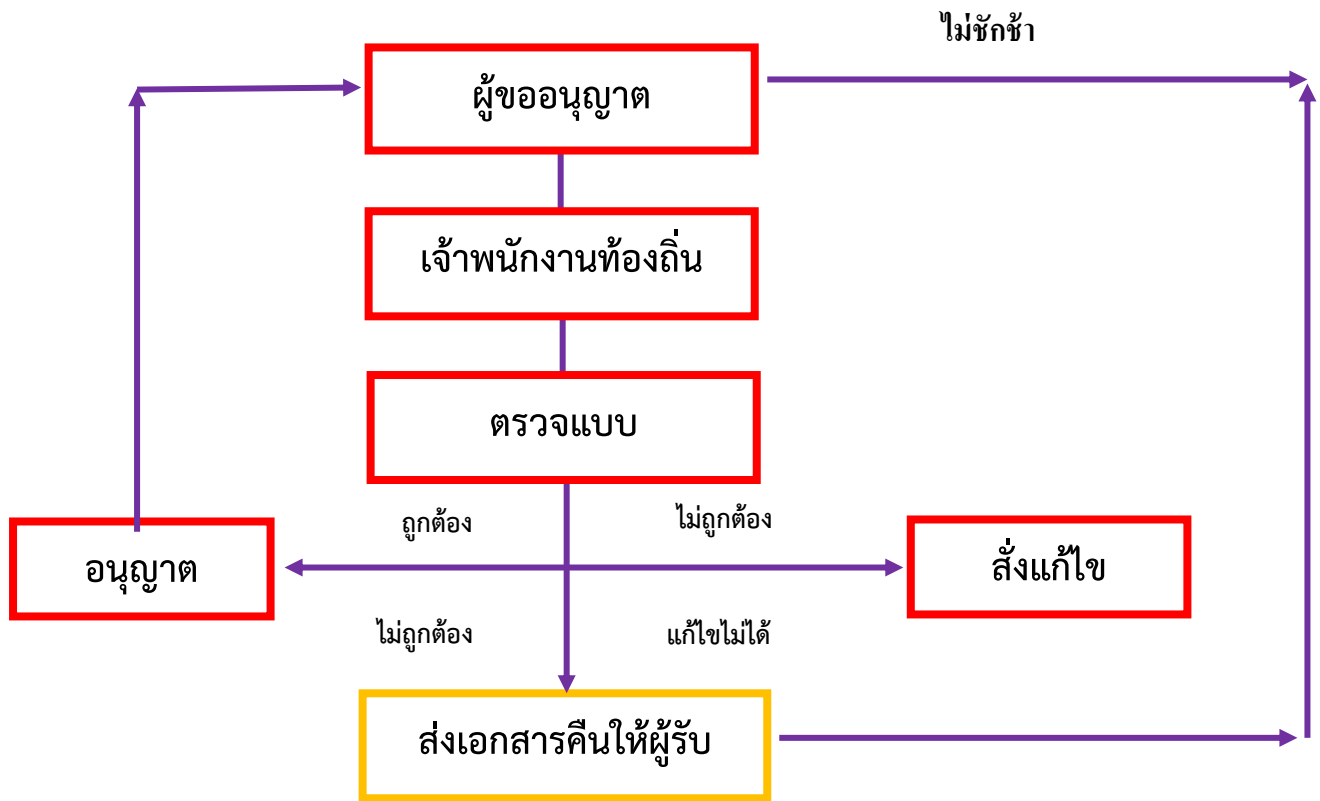 ไม่ชักช้า
ผู้ขออนุญาต
เจ้าพนักงานท้องถิ่น
ตรวจแบบ
ถูกต้อง
ไม่ถูกต้อง
อนุญาต
สั่งแก้ไข
ไม่ถูกต้อง
แก้ไขไม่ได้
ส่งเอกสารคืนให้ผู้รับ